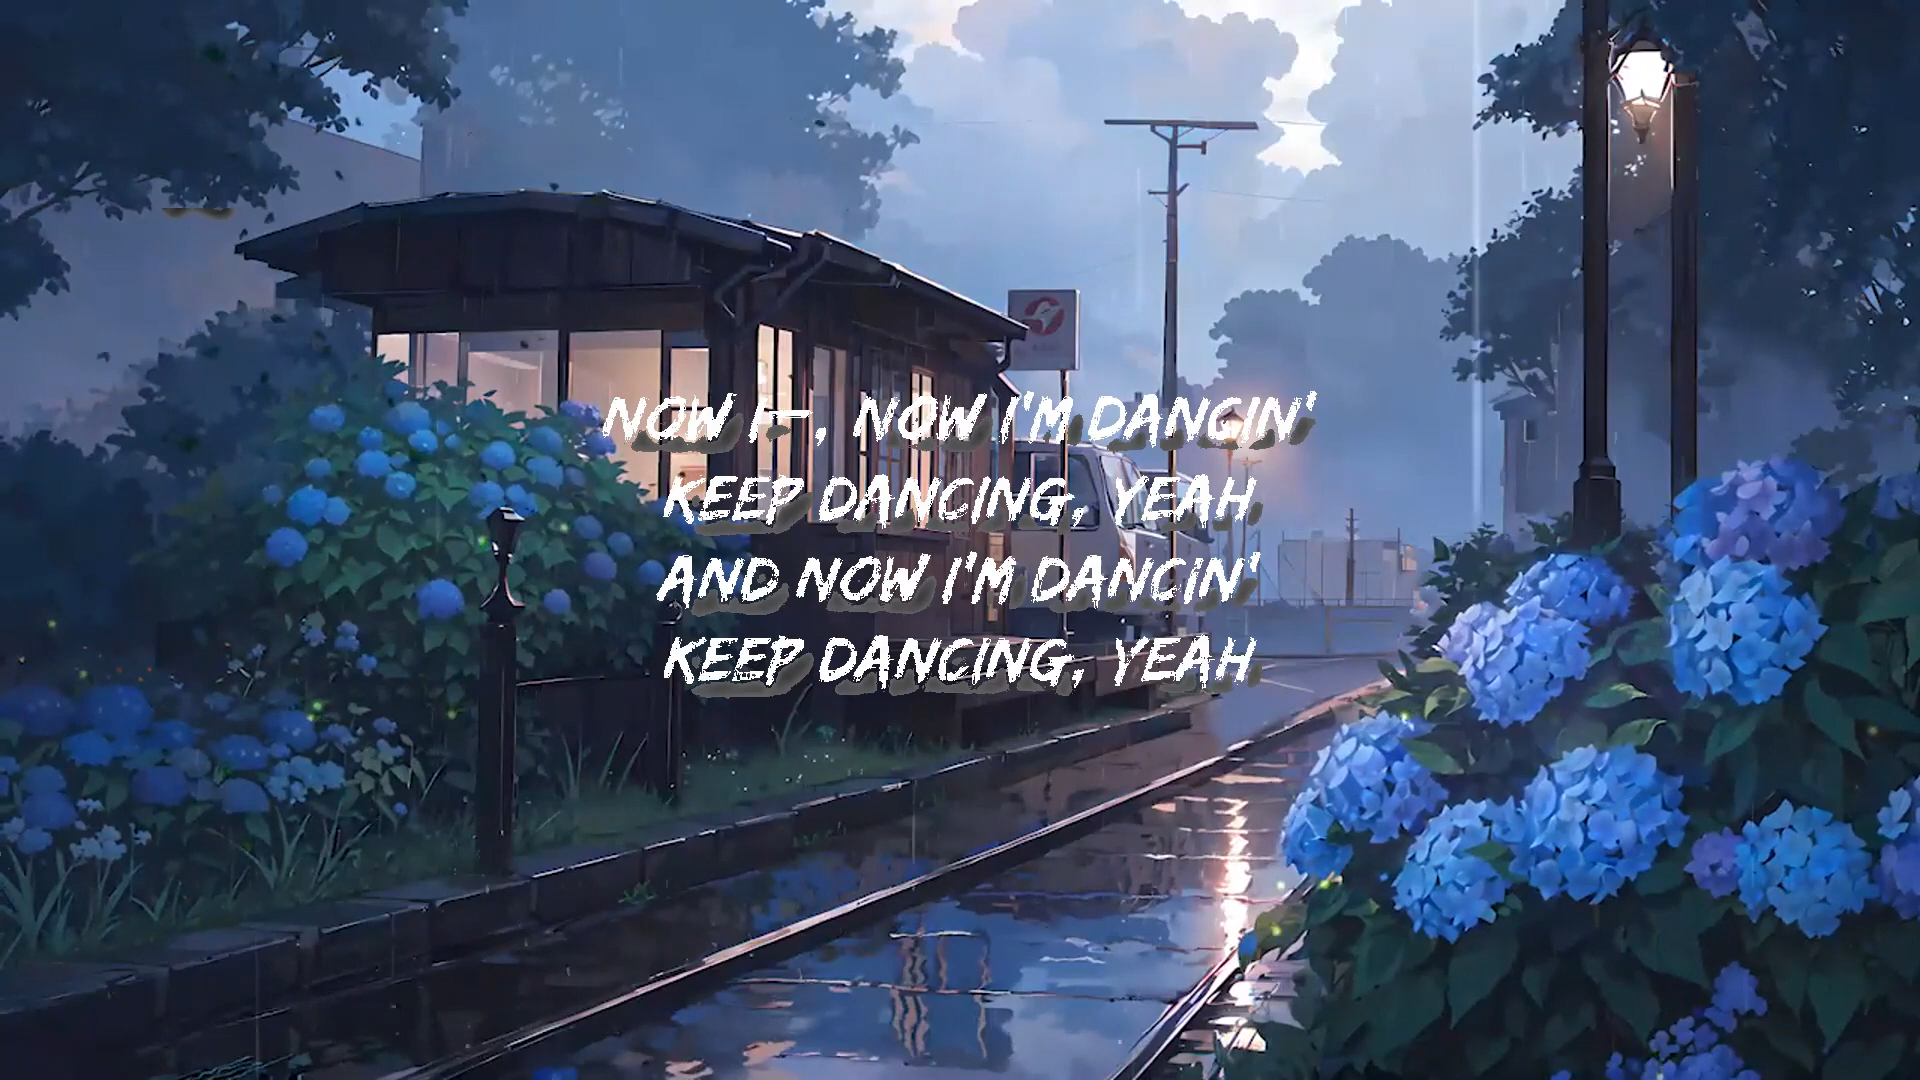 NOW I—, NOW I'M DANCIN'
KEEP DANCING, YEAH
AND NOW I'M DANCIN'
KEEP DANCING, YEAH